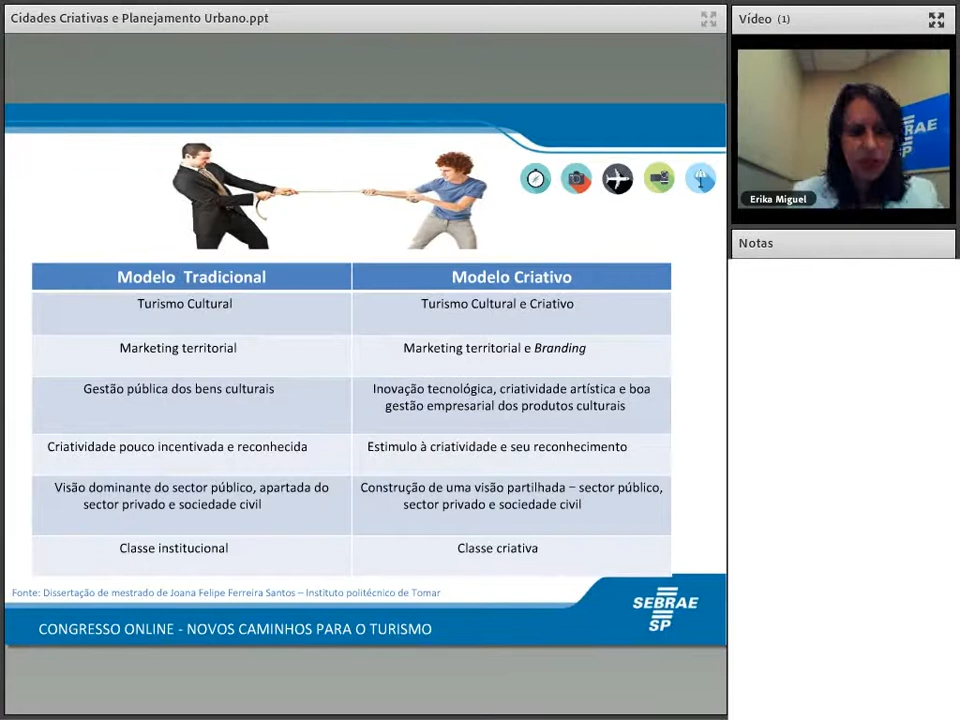 Cidades Criativas e Planejamento Urbano.ppt
Vídeo (1)
SEBRAE
SP
Erika Miguel
Notas
Modelo Tradicional
Modelo Criativo
Turismo Cultural
Turismo Cultural e Criativo
Marketing territorial
Marketing territorial e Branding
Gestão pública dos bens culturais
Inovação tecnológica, criatividade artística e boa
gestão empresarial dos produtos culturais
Criatividade pouco incentivada e reconhecida
Estimulo à criatividade e seu reconhecimento
Visão dominante do sector público, apartada do
sector privado e sociedade civil
Construção de uma visão partilhada – sector público,
sector privado e sociedade civil
Classe institucional
Classe criativa
Fonte: Dissertação de mestrado de Joana Felipe Ferreira Santos – Instituto politécnico de Tomar
SEBRAE
SP
CONGRESSO ONLINE - NOVOS CAMINHOS PARA O TURISMO